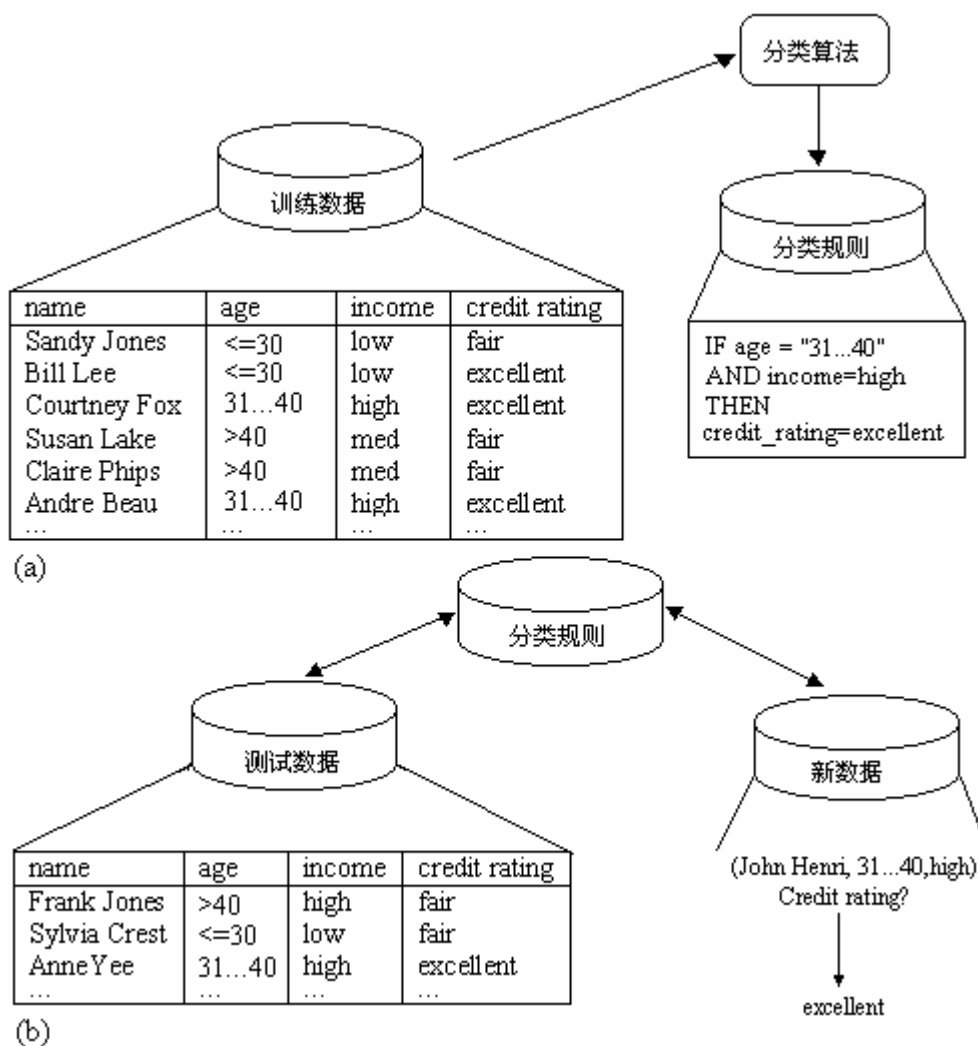 分类算法
训练数据
分类规则
name age income credit rating
Sandy Jones <=30 low fair
Bill Lee <=30 low excellent
Courtney Fox 31...40 high excellent
Susan Lake >40 med fair
Claire Phips >40 med fair
Andre Beau 31...40 high excellent
... ... ... ...
IF age = "31...40"
AND income=high
THEN
credit_rating=excellent
(a)
分类规则
测试数据
新数据
name age income credit rating
Frank Jones >40 high fair
Sylvia Crest <=30 low fair
Anne Yee 31...40 high excellent
... ... ... ...
(John Henri, 31...40,high)
Credit rating?
excellent
(b)